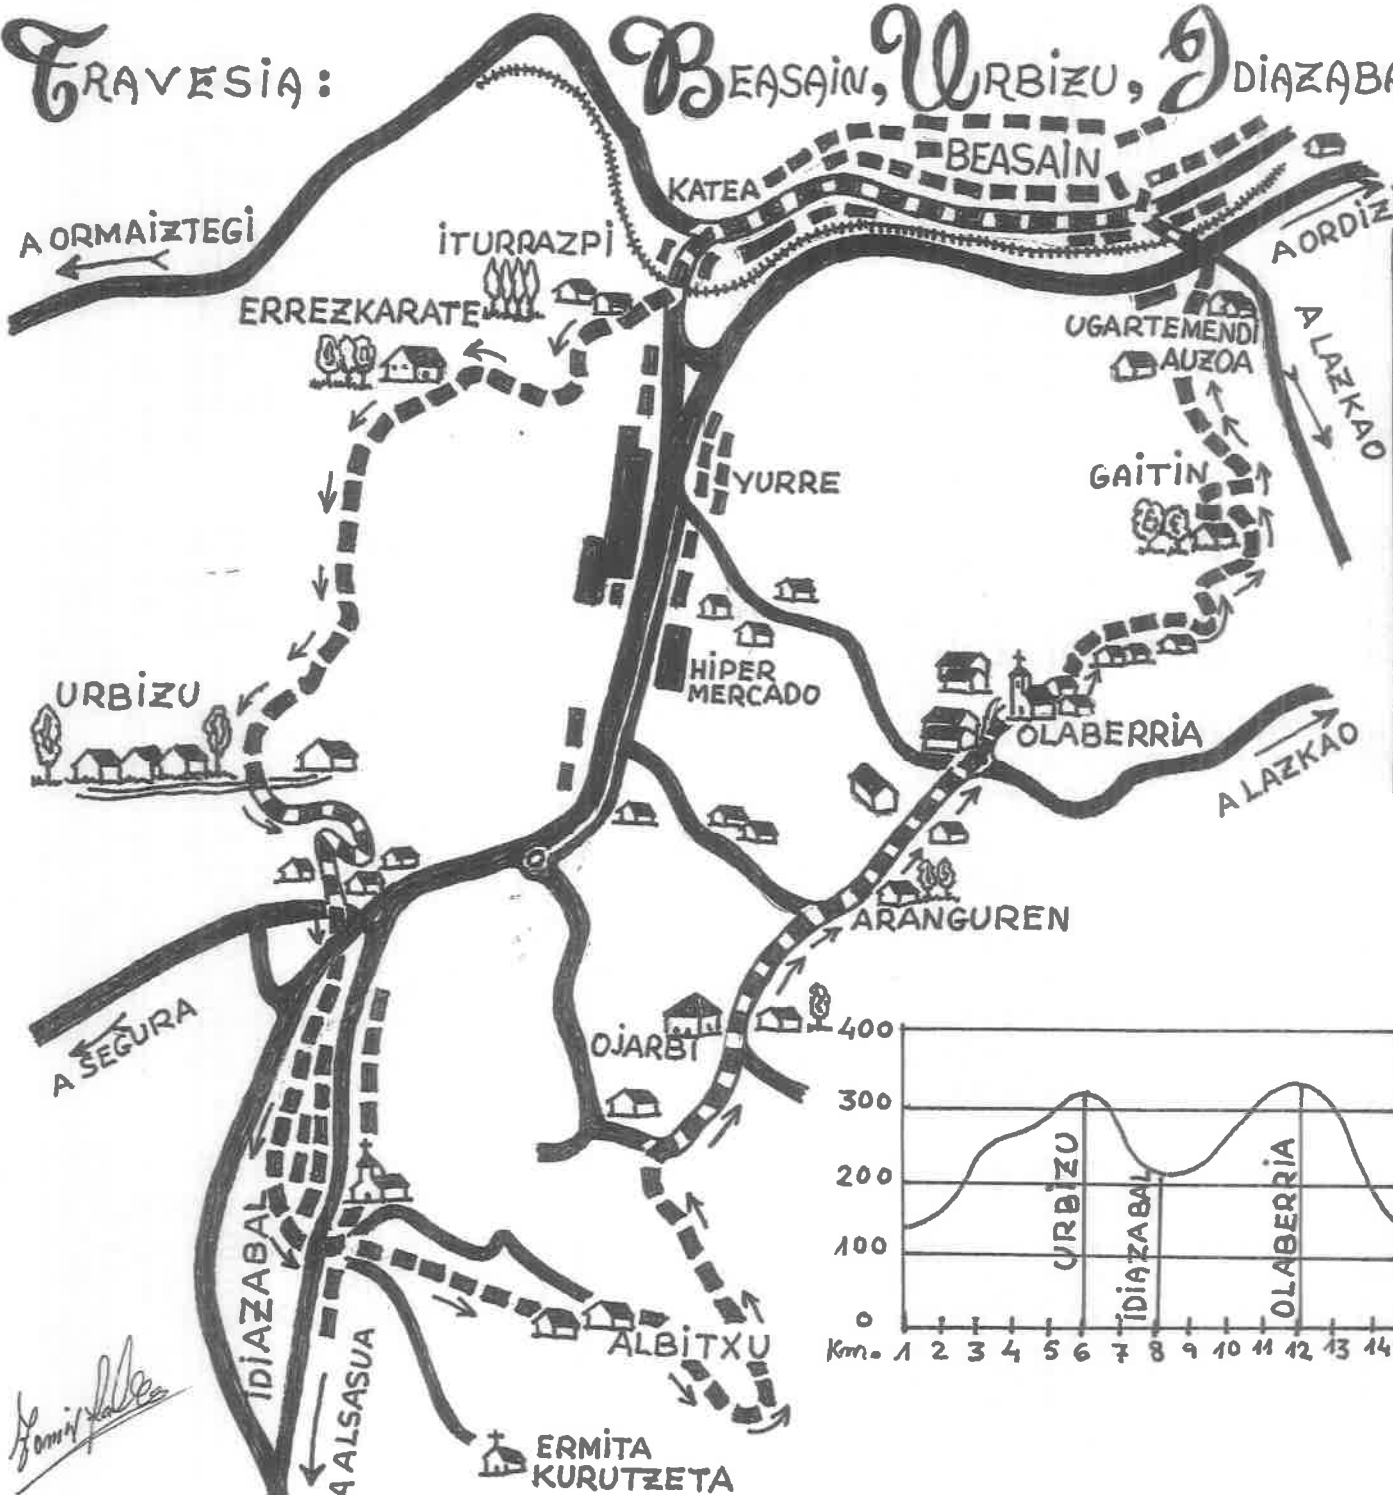 TRAVESIA: BEASAIN, URBIZU, IDIAZABA
BEASAIN
KATEA
A ORMAIZTEGI
ITURRAZPI
A ORDIZ
ERREZKARATE
UGARTEMENDI
AUZOA
A LAZKAO
YURRE
GAITIN
HIPER
MERCADO
URBIZU
OLABERRIA
A LAZKAO
ARANGUREN
A SEGURA
OJARBI
IDIAZABAL
ALBITXU
A ALSASUA
ERMITA
KURUTZETA
400
300
200
100
0
URBIZU
IDIAZABAL
OLABERRIA
Km. 1 2 3 4 5 6 7 8 9 10 11 12 13 14